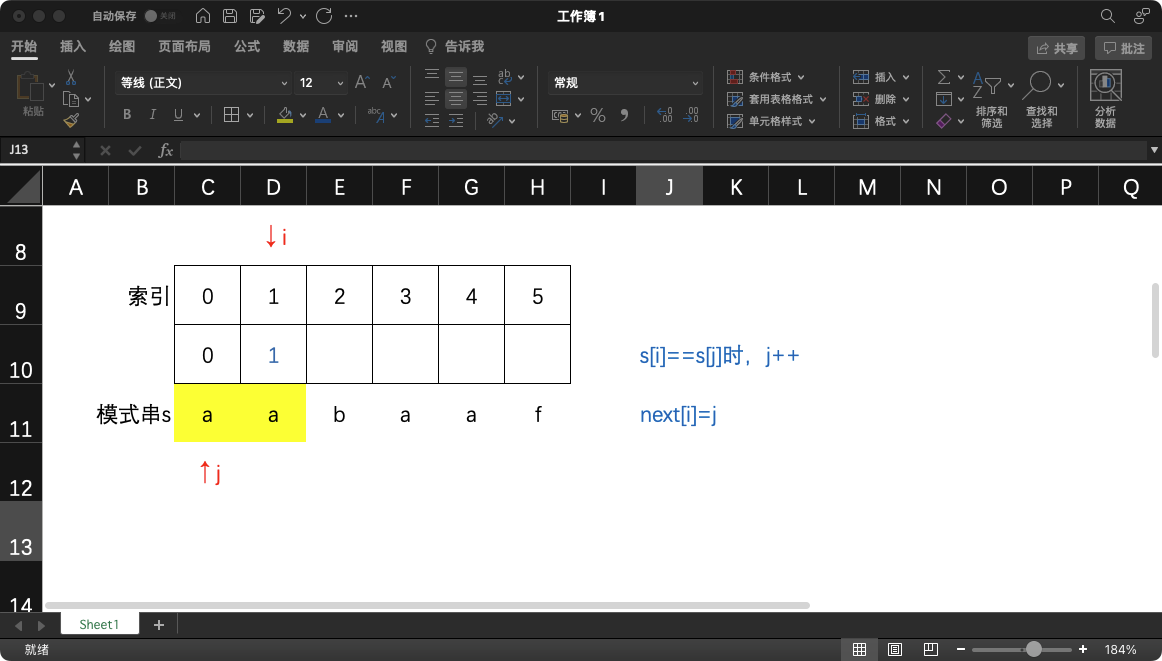 自动保存 关闭 工作簿1
开始 插入 绘图 页面布局 公式 数据 审阅 视图 告诉我 共享 批注
粘贴 等线 (正文) 12 常规 条件格式 套用表格格式 单元格样式 插入 删除 格式 排序和筛选 查找和选择 分析数据
J13 fx
A B C D E F G H I J K L M N O P Q
8 ↓i
9 索引 0 1 2 3 4 5
10 0 1 s[i]==s[j]时，j++
11 模式串s a a b a a f next[i]=j
12 ↑j
13
14
Sheet1 +
就绪 184%